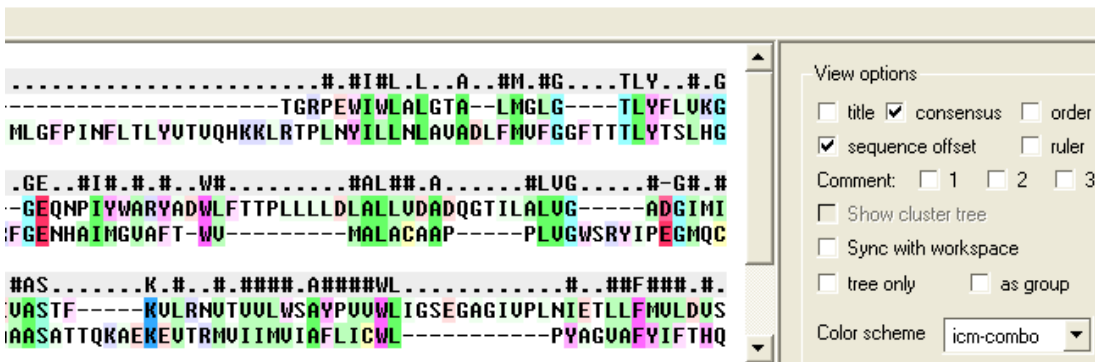 .......................#.#I#L.L..A..#M.#G....TLY..#.G
--------------------TGRPEWIWLALGTA--LMGLG----TLYFLVKG
MLGFPINFLTLYVTVQHKKLRTPLNYILLNLAVADLFMVFGGFTTTLYTSLHG
.GE..#I#.#.#..W#.........#AL##.A......#LVG.....#-G#.#
-GEQNPIYWARYADWLFTTPLLLLDLALLVDADQGTILALVG-----ADGIMI
FGENHAIMGVAFT-WV---------MALACAAP-----PLVGWSRYIPEGMQC
#AS.......K.#..#.####.A####WL............#..##F###.#.
VASTF-----KVLRNVTVVLWSAYPVVWLIGSEGAGIVPLNIETLLFMVLDVS
AASATTQKAEKEVTRMVIIMVIAFLICWL-----------PYAGVAFYIFTHQ
View options
title consensus order
sequence offset ruler
Comment: 1 2 3
Show cluster tree
Sync with workspace
tree only as group
Color scheme icm-combo